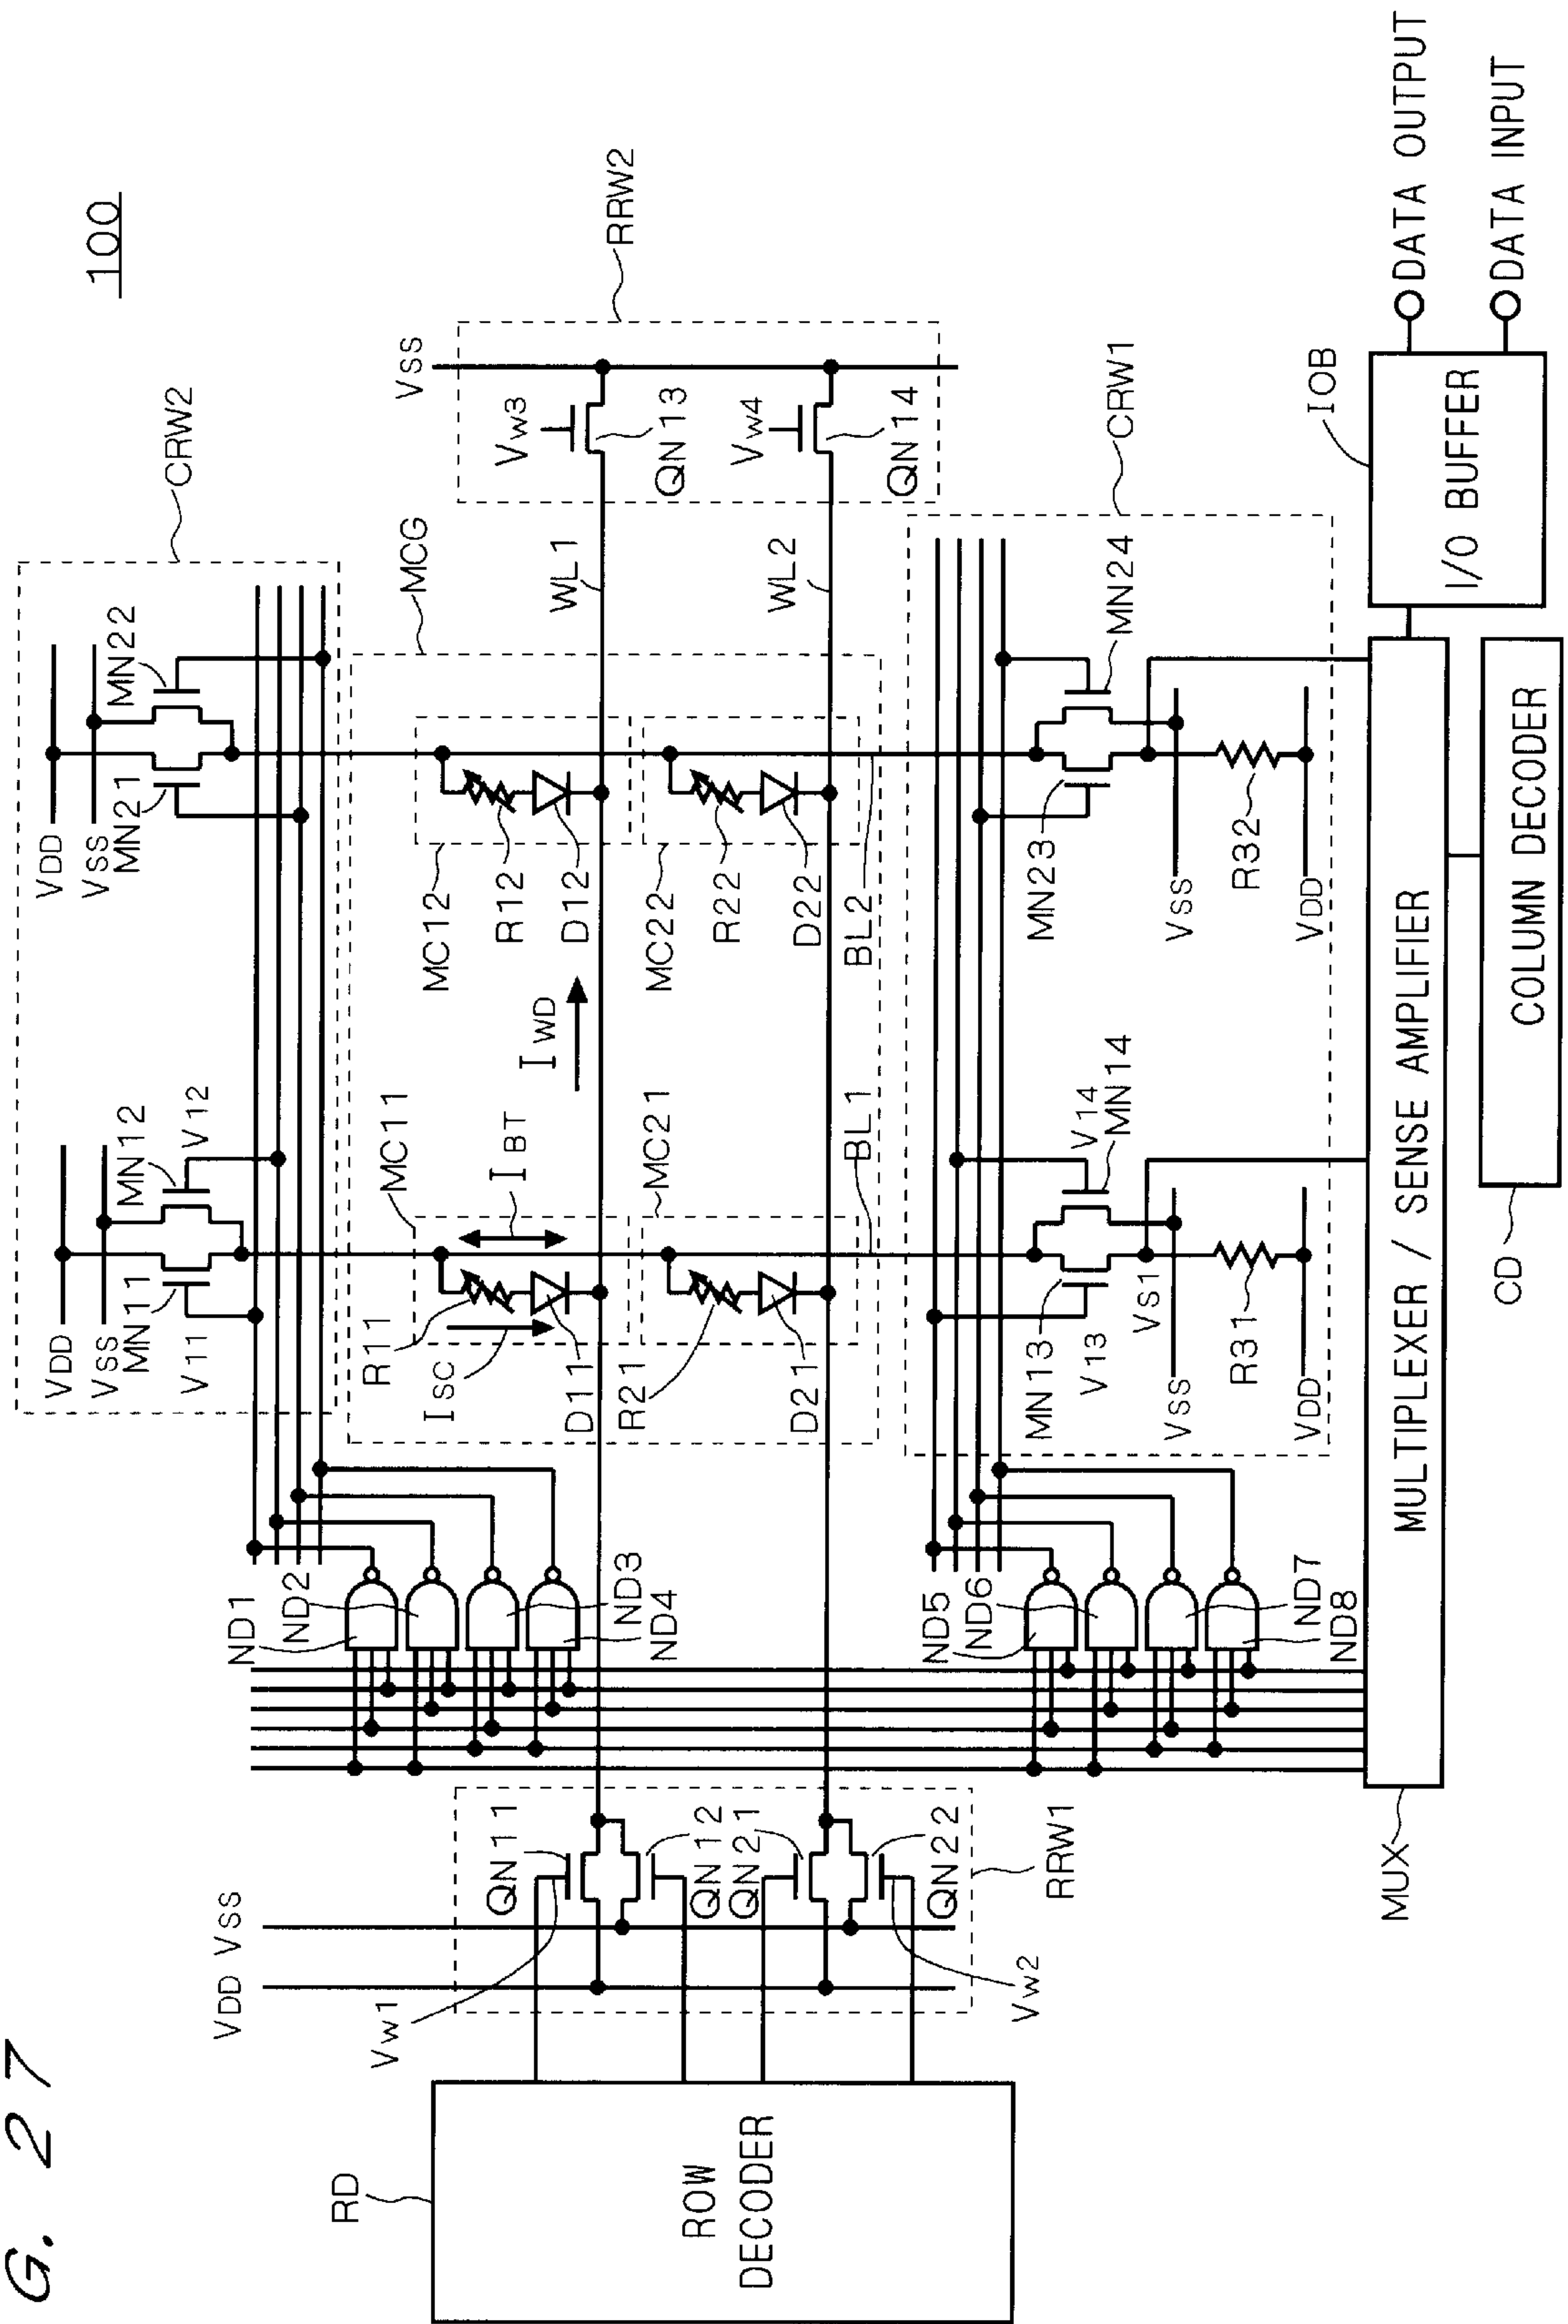 G. 27
100
CRW2
VDD
VSS
MN11
V11
MN12
V12
VDD
VSS
MN21
MN22
MCG
MC11
R11
ISC
D11
IBT
MC12
R12
D12
IWD
WL1
MC21
R21
D21
BL1
MC22
R22
D22
BL2
WL2
RRW2
VSS
VW3
QN13
VW4
QN14
ND1
ND2
ND3
ND4
ND5
ND6
ND7
ND8
VDD
VSS
QN11
QN12
QN21
QN22
VW1
VW2
RRW1
RD
ROW
DECODER
CRW1
MN13
V13
V14
MN14
VS1
VSS
R31
VDD
MN23
MN24
VSS
R32
VDD
MUX
MULTIPLEXER / SENSE AMPLIFIER
CD
COLUMN DECODER
IOB
I/O BUFFER
DATA OUTPUT
DATA INPUT